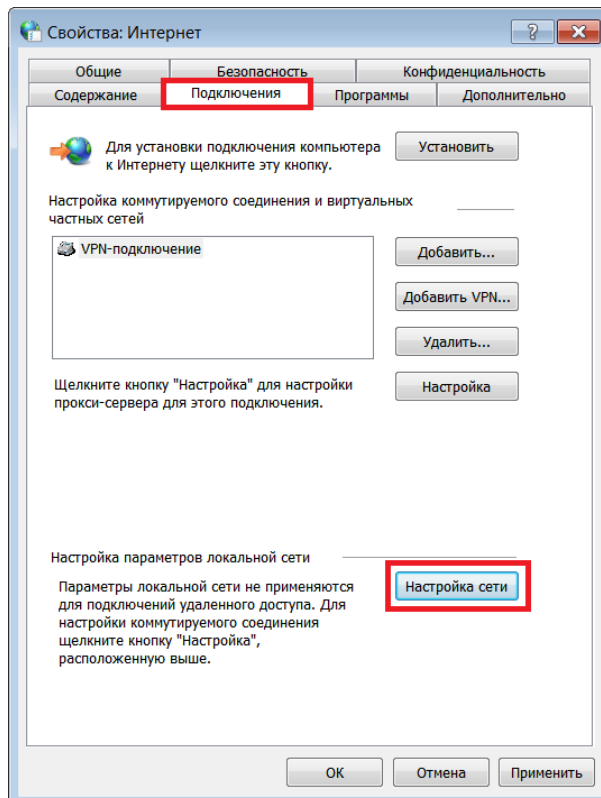 Свойства: Интернет
Общие
Безопасность
Конфиденциальность
Содержание
Подключения
Программы
Дополнительно
Для установки подключения компьютера
к Интернету щелкните эту кнопку.
Установить
Настройка коммутируемого соединения и виртуальных
частных сетей
VPN-подключение
Добавить...
Добавить VPN...
Удалить...
Щелкните кнопку "Настройка" для настройки
прокси-сервера для этого подключения.
Настройка
Настройка параметров локальной сети
Параметры локальной сети не применяются
для подключений удаленного доступа. Для
настройки коммутируемого соединения
щелкните кнопку "Настройка",
расположенную выше.
Настройка сети
ОК
Отмена
Применить